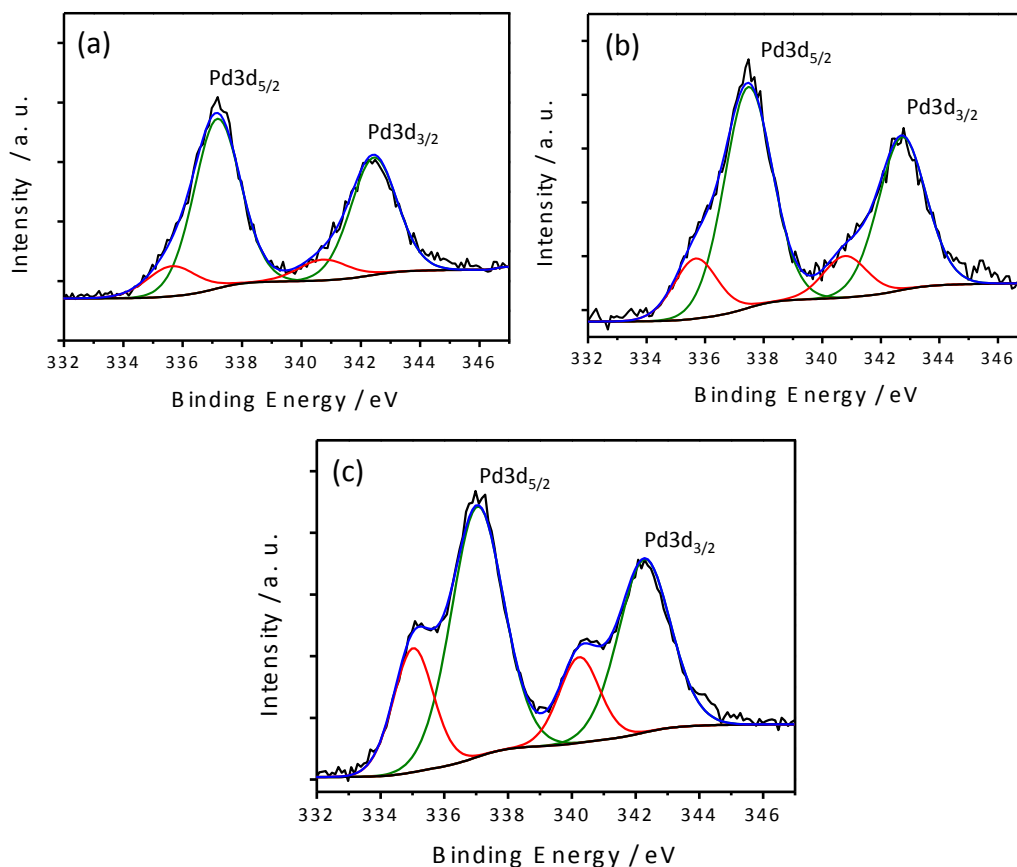 (a)
Pd3d5/2
Pd3d3/2
Intensity / a. u.
332 334 336 338 340 342 344 346
Binding Energy / eV
(b)
Pd3d5/2
Pd3d3/2
Intensity / a. u.
332 334 336 338 340 342 344 346
Binding Energy / eV
(c)
Pd3d5/2
Pd3d3/2
Intensity / a. u.
332 334 336 338 340 342 344 346
Binding Energy / eV